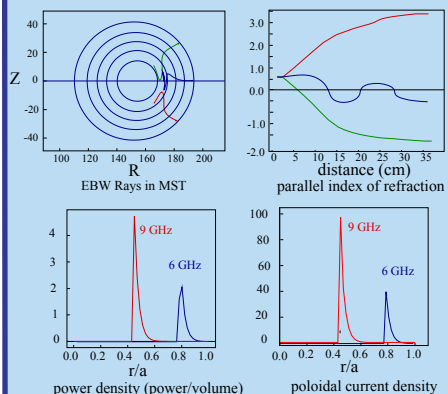 40
20
Z
0
-20
-40
100 120 140 160 180 200
R
EBW Rays in MST
3.0
2.0
1.0
0.0
-1.0
-2.0
0 5 10 15 20 25 30 35
distance (cm)
parallel index of refraction
4
3
2
1
0
9 GHz
6 GHz
0.0 0.2 0.4 0.6 0.8 1.0
r/a
power density (power/volume)
100
80
60
40
20
0
9 GHz
6 GHz
0.0 0.2 0.4 0.6 0.8 1.0
r/a
poloidal current density